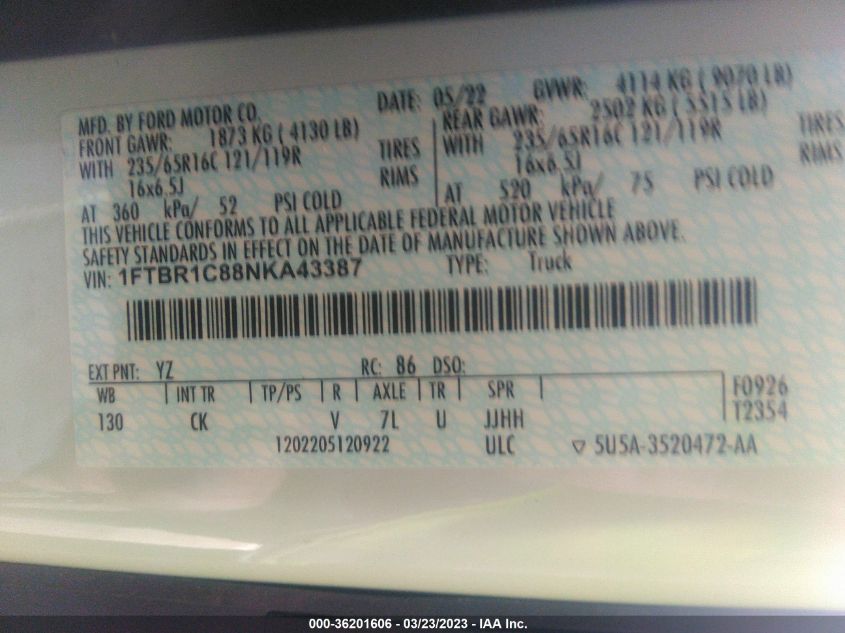 MFD. BY FORD MOTOR CO. DATE: 05/22 GVWR: 4114 KG ( 9070 LB)
FRONT GAWR: 1873 KG ( 4130 LB) REAR GAWR: 2502 KG ( 5515 LB)
WITH 235/65R16C 121/119R TIRES WITH 235/65R16C 121/119R TIRES
16x6.5J RIMS 16x6.5J RIMS
AT 360 kPa/ 52 PSI COLD AT 520 kPa/ 75 PSI COLD
THIS VEHICLE CONFORMS TO ALL APPLICABLE FEDERAL MOTOR VEHICLE
SAFETY STANDARDS IN EFFECT ON THE DATE OF MANUFACTURE SHOWN ABOVE.
VIN: 1FTBR1C88NKA43387 TYPE: Truck
EXT PNT: YZ RC: 86 DSO:
WB INT TR TP/PS R AXLE TR SPR F0926
130 CK V 7L U JJHH T2354
1202205120922 ULC ▽ 5U5A-3520472-AA
000-36201606 - 03/23/2023 - IAA Inc.